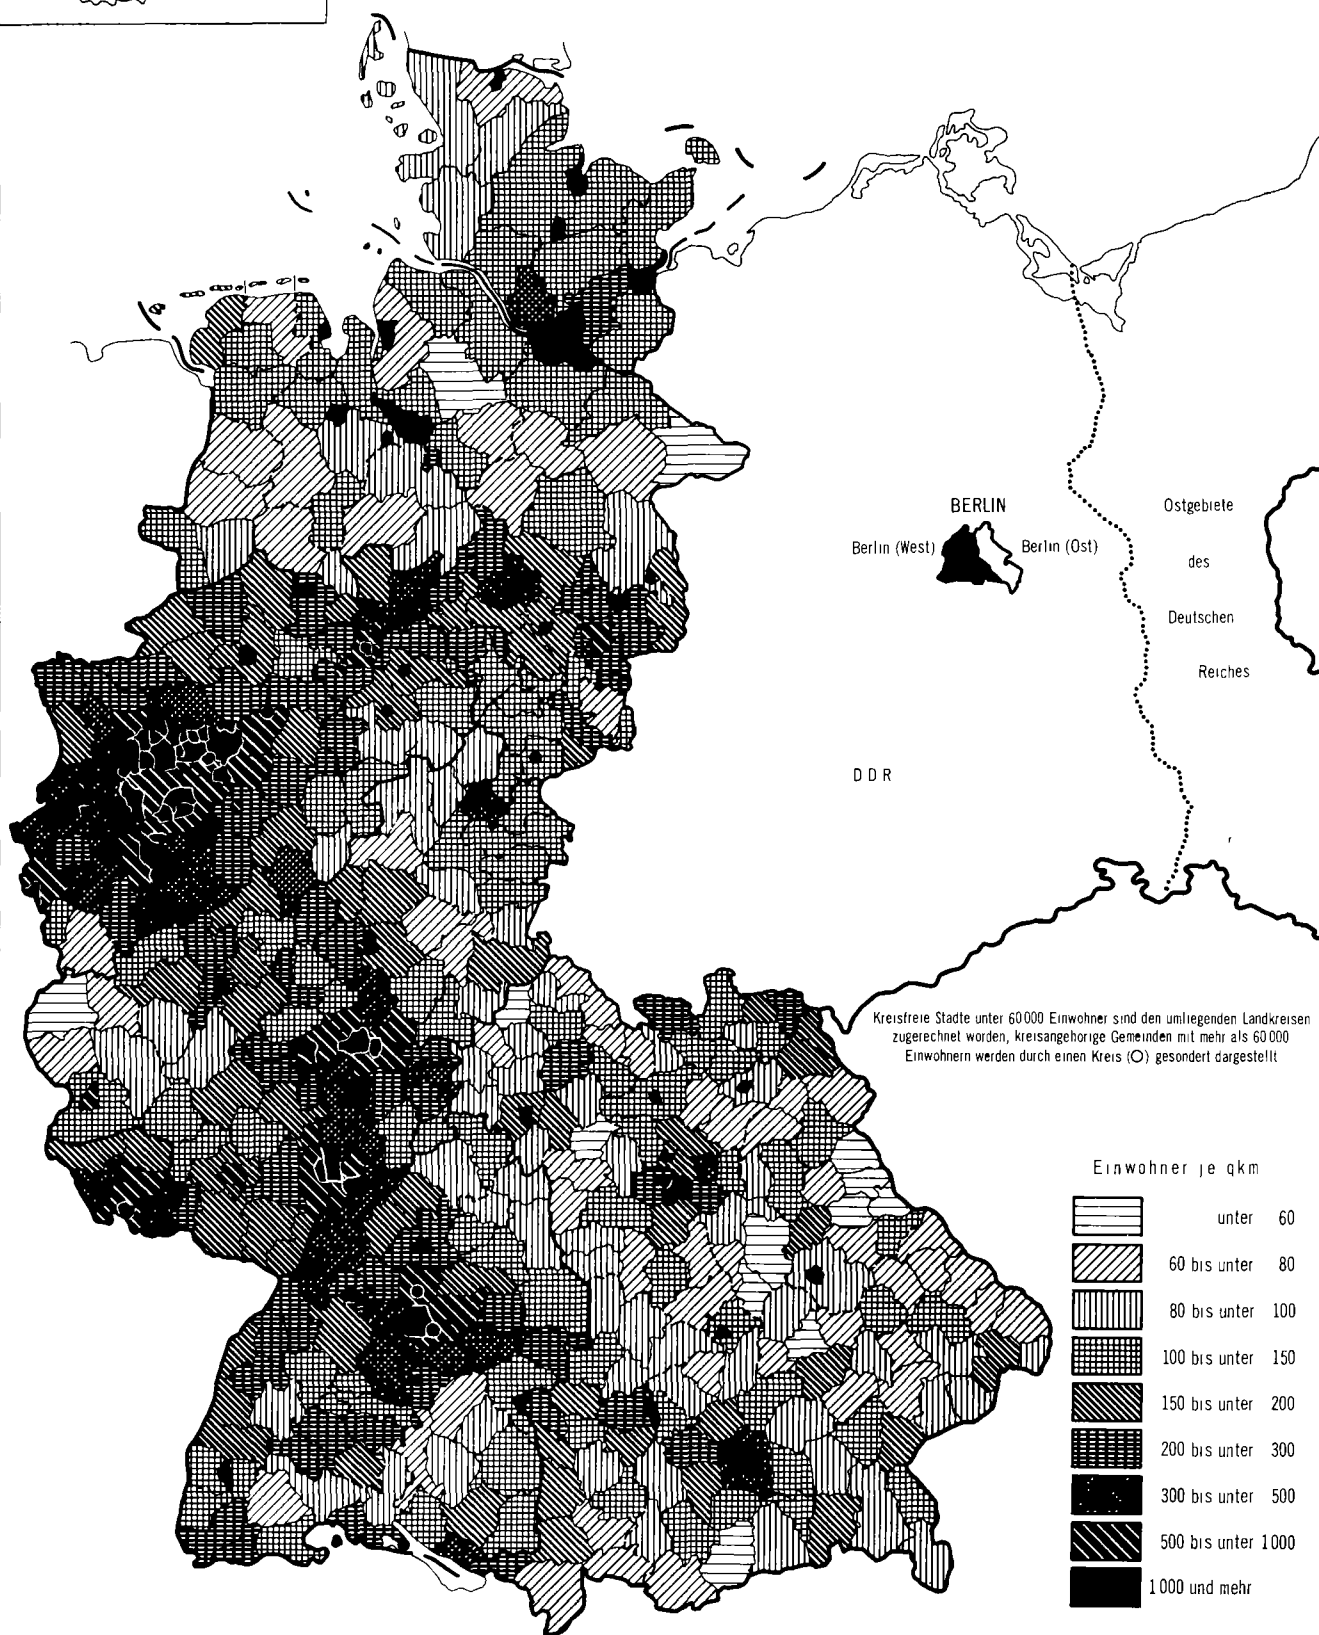 BERLIN
Berlin (West)
Berlin (Ost)
Ostgebiete
des
Deutschen
Reiches
DDR
Kreisfreie Stadte unter 60 000 Einwohner sind den umliegenden Landkreisen
zugerechnet worden, kreisangehorige Gemeinden mit mehr als 60 000
Einwohnern werden durch einen Kreis (O) gesondert dargestellt
Einwohner je qkm
unter 60
60 bis unter 80
80 bis unter 100
100 bis unter 150
150 bis unter 200
200 bis unter 300
300 bis unter 500
500 bis unter 1000
1000 und mehr